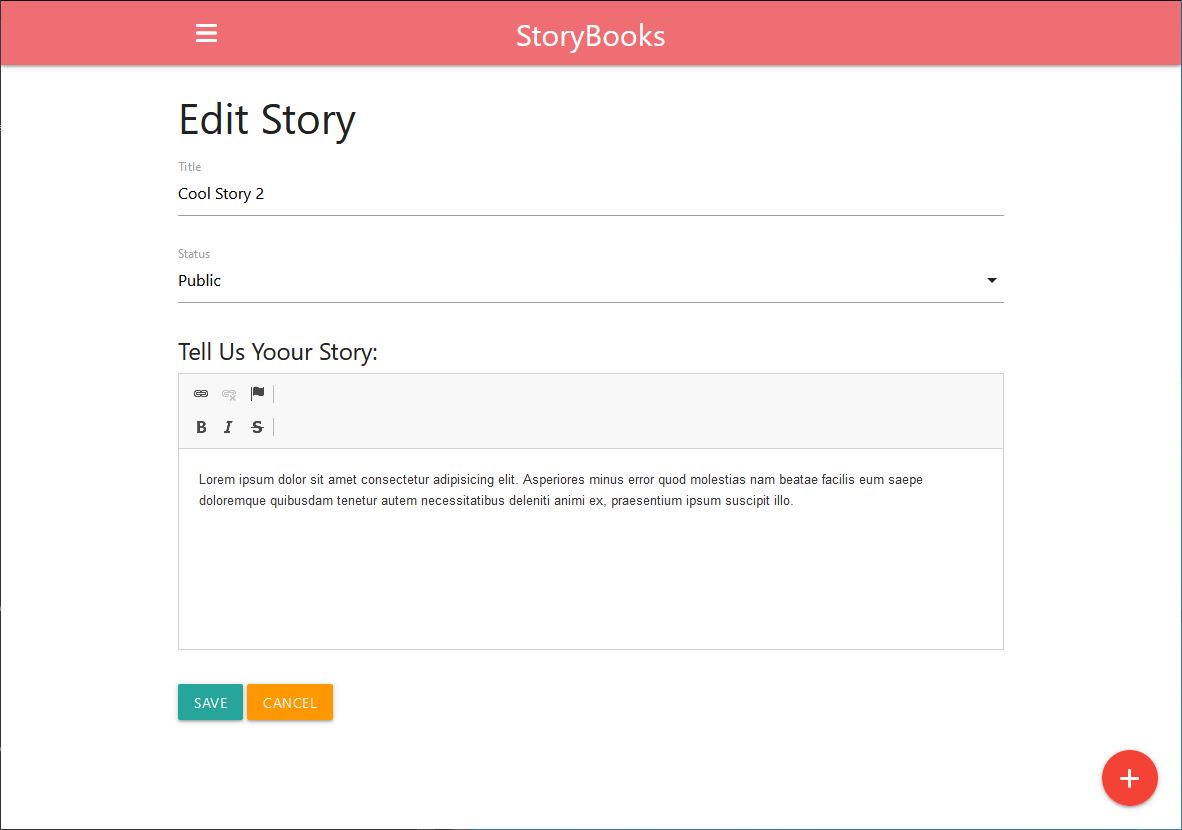 StoryBooks
Edit Story
Title
Cool Story 2
Status
Public
Tell Us Yoour Story:
B I S
Lorem ipsum dolor sit amet consectetur adipisicing elit. Asperiores minus error quod molestias nam beatae facilis eum saepe
doloremque quibusdam tenetur autem necessitatibus deleniti animi ex, praesentium ipsum suscipit illo.
SAVE CANCEL